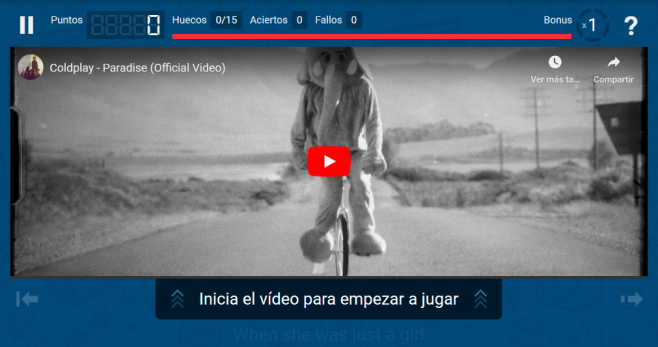 Puntos 0 Huecos 0/15 Aciertos 0 Fallos 0 Bonus x1 ?
Coldplay - Paradise (Official Video)
Ver más ta... Compartir
Inicia el vídeo para empezar a jugar
When she was just a girl